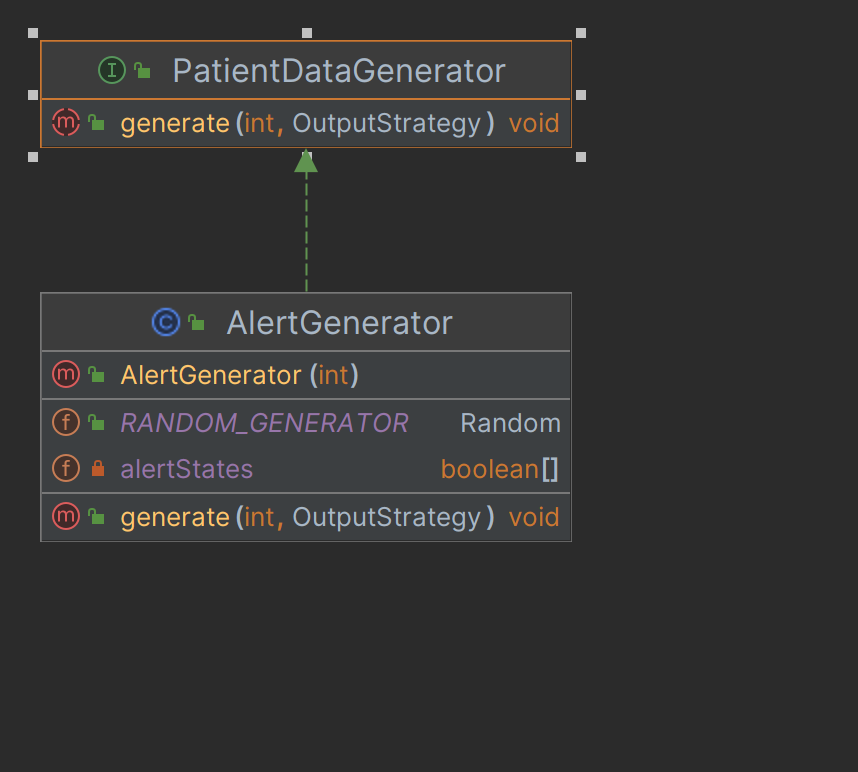 I PatientDataGenerator
m generate(int, OutputStrategy) void
C AlertGenerator
m AlertGenerator(int)
f RANDOM_GENERATOR Random
f alertStates boolean[]
m generate(int, OutputStrategy) void